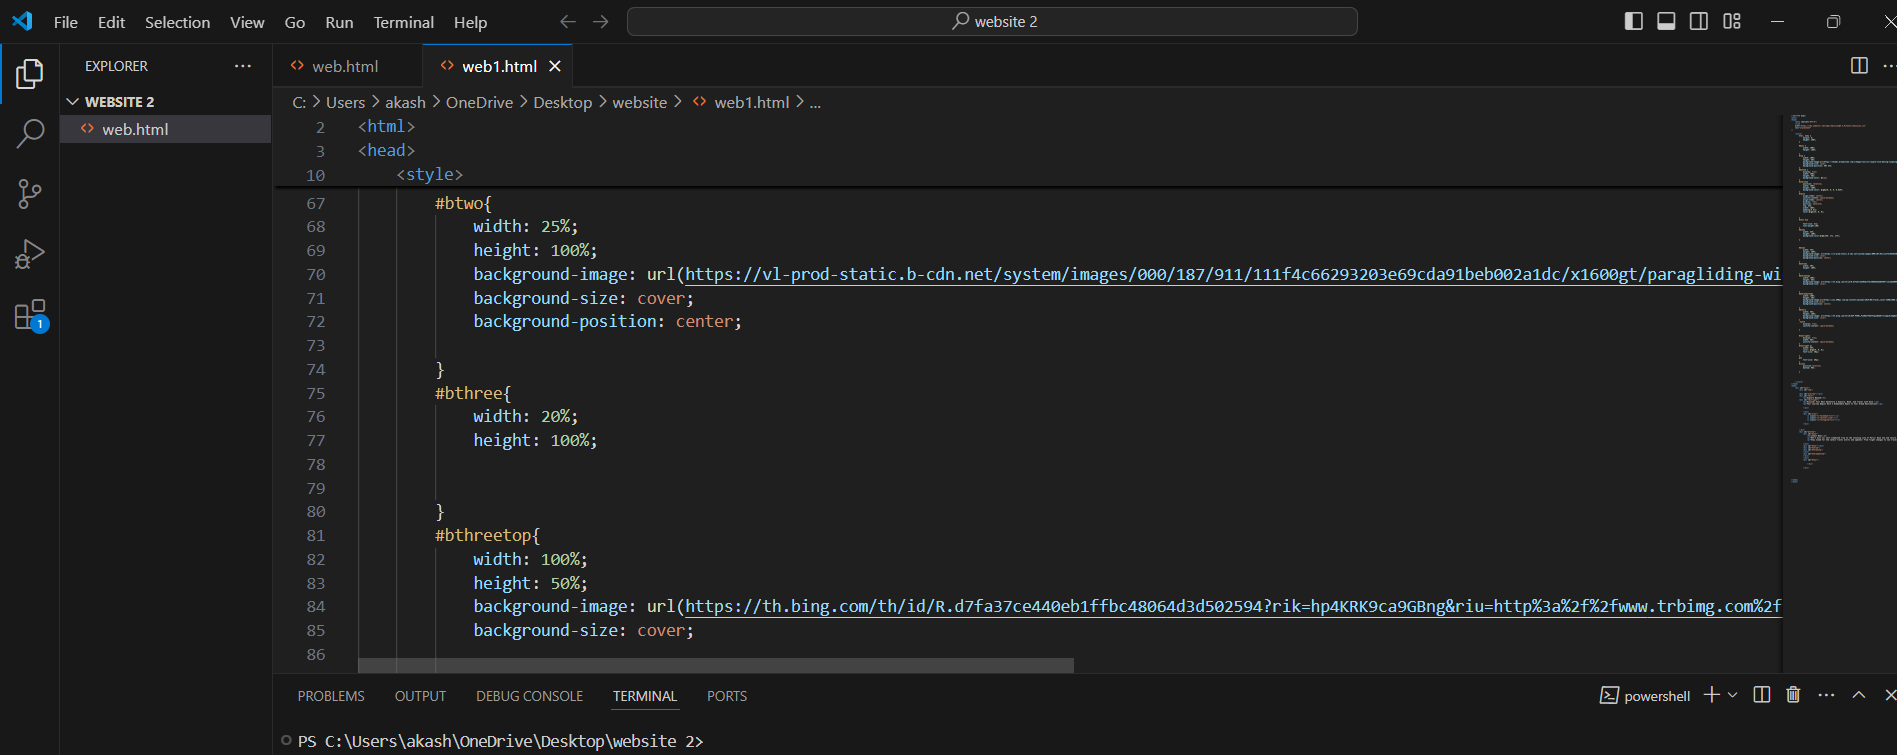 File Edit Selection View Go Run Terminal Help website 2
EXPLORER
web.html web1.html
WEBSITE 2
web.html
C: > Users > akash > OneDrive > Desktop > website > <> web1.html > ...
2 <html>
3 <head>
10 <style>
67 #btwo{
68 width: 25%;
69 height: 100%;
70 background-image: url(https://vl-prod-static.b-cdn.net/system/images/000/187/911/111f4c66293203e69cda91beb002a1dc/x1600gt/paragliding-wi
71 background-size: cover;
72 background-position: center;
73
74 }
75 #bthree{
76 width: 20%;
77 height: 100%;
78
79
80 }
81 #bthreetop{
82 width: 100%;
83 height: 50%;
84 background-image: url(https://th.bing.com/th/id/R.d7fa37ce440eb1ffbc48064d3d502594?rik=hp4KRK9ca9GBng&riu=http%3a%2f%2fwww.trbimg.com%2f
85 background-size: cover;
86
1
PROBLEMS OUTPUT DEBUG CONSOLE TERMINAL PORTS powershell
PS C:\Users\akash\OneDrive\Desktop\website 2>